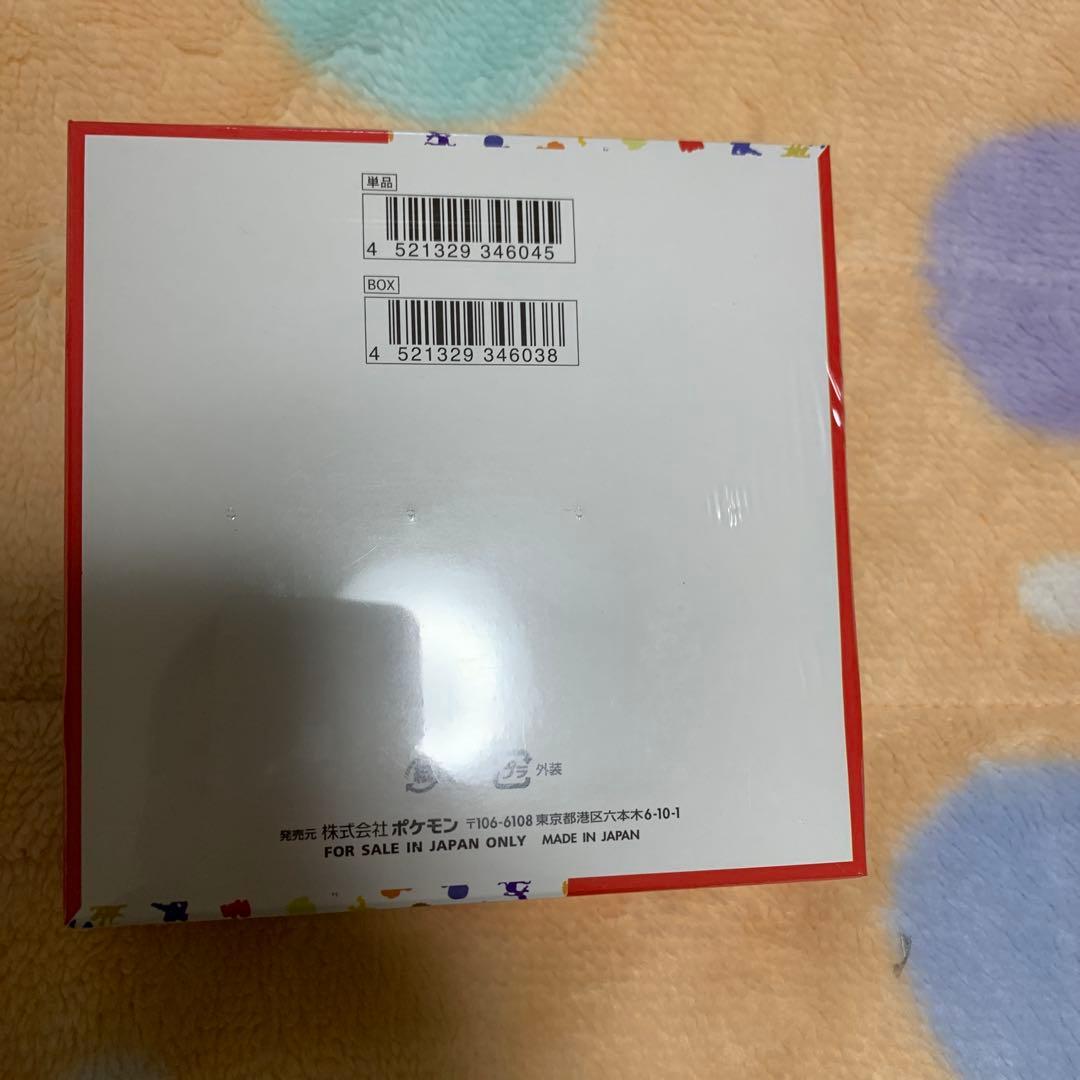 単品
4 521329 346045
BOX
4 521329 346038
プラ 外装
発売元 株式会社 ポケモン 〒106-6108 東京都港区六本木6-10-1
FOR SALE IN JAPAN ONLY MADE IN JAPAN